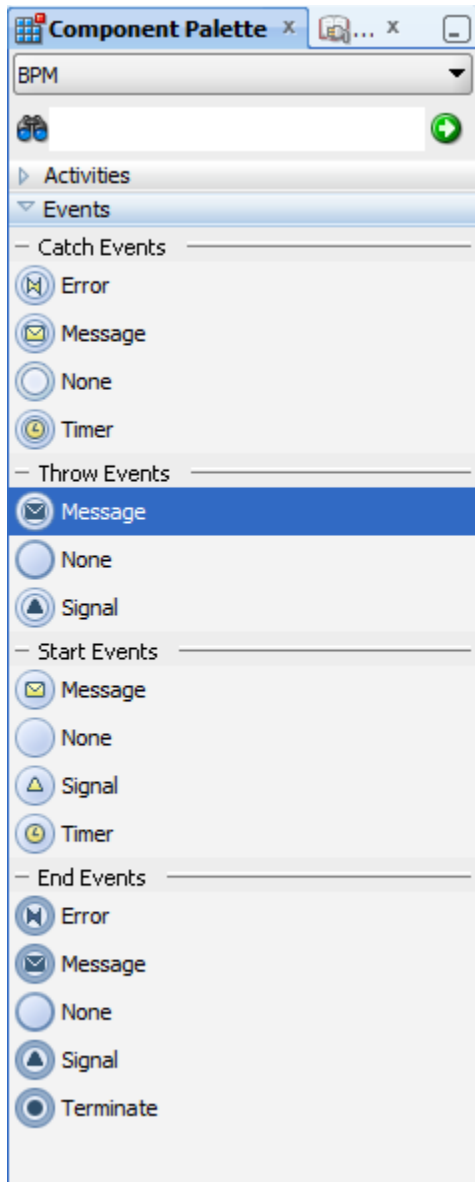 Component Palette ...
BPM
Activities
Events
Catch Events
Error
Message
None
Timer
Throw Events
Message
None
Signal
Start Events
Message
None
Signal
Timer
End Events
Error
Message
None
Signal
Terminate